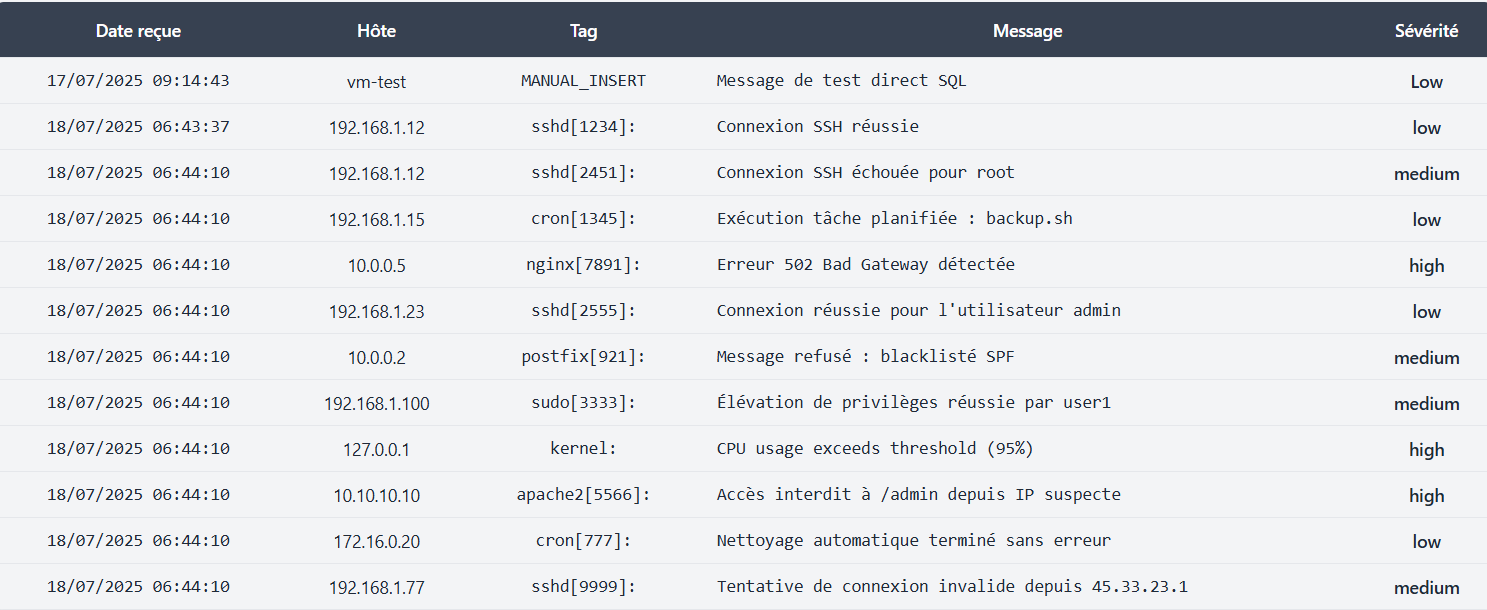 Date reçue Hôte Tag Message Sévérité
17/07/2025 09:14:43 vm-test MANUAL_INSERT Message de test direct SQL Low
18/07/2025 06:43:37 192.168.1.12 sshd[1234]: Connexion SSH réussie low
18/07/2025 06:44:10 192.168.1.12 sshd[2451]: Connexion SSH échouée pour root medium
18/07/2025 06:44:10 192.168.1.15 cron[1345]: Exécution tâche planifiée : backup.sh low
18/07/2025 06:44:10 10.0.0.5 nginx[7891]: Erreur 502 Bad Gateway détectée high
18/07/2025 06:44:10 192.168.1.23 sshd[2555]: Connexion réussie pour l'utilisateur admin low
18/07/2025 06:44:10 10.0.0.2 postfix[921]: Message refusé : blacklisté SPF medium
18/07/2025 06:44:10 192.168.1.100 sudo[3333]: Élévation de privilèges réussie par user1 medium
18/07/2025 06:44:10 127.0.0.1 kernel: CPU usage exceeds threshold (95%) high
18/07/2025 06:44:10 10.10.10.10 apache2[5566]: Accès interdit à /admin depuis IP suspecte high
18/07/2025 06:44:10 172.16.0.20 cron[777]: Nettoyage automatique terminé sans erreur low
18/07/2025 06:44:10 192.168.1.77 sshd[9999]: Tentative de connexion invalide depuis 45.33.23.1 medium